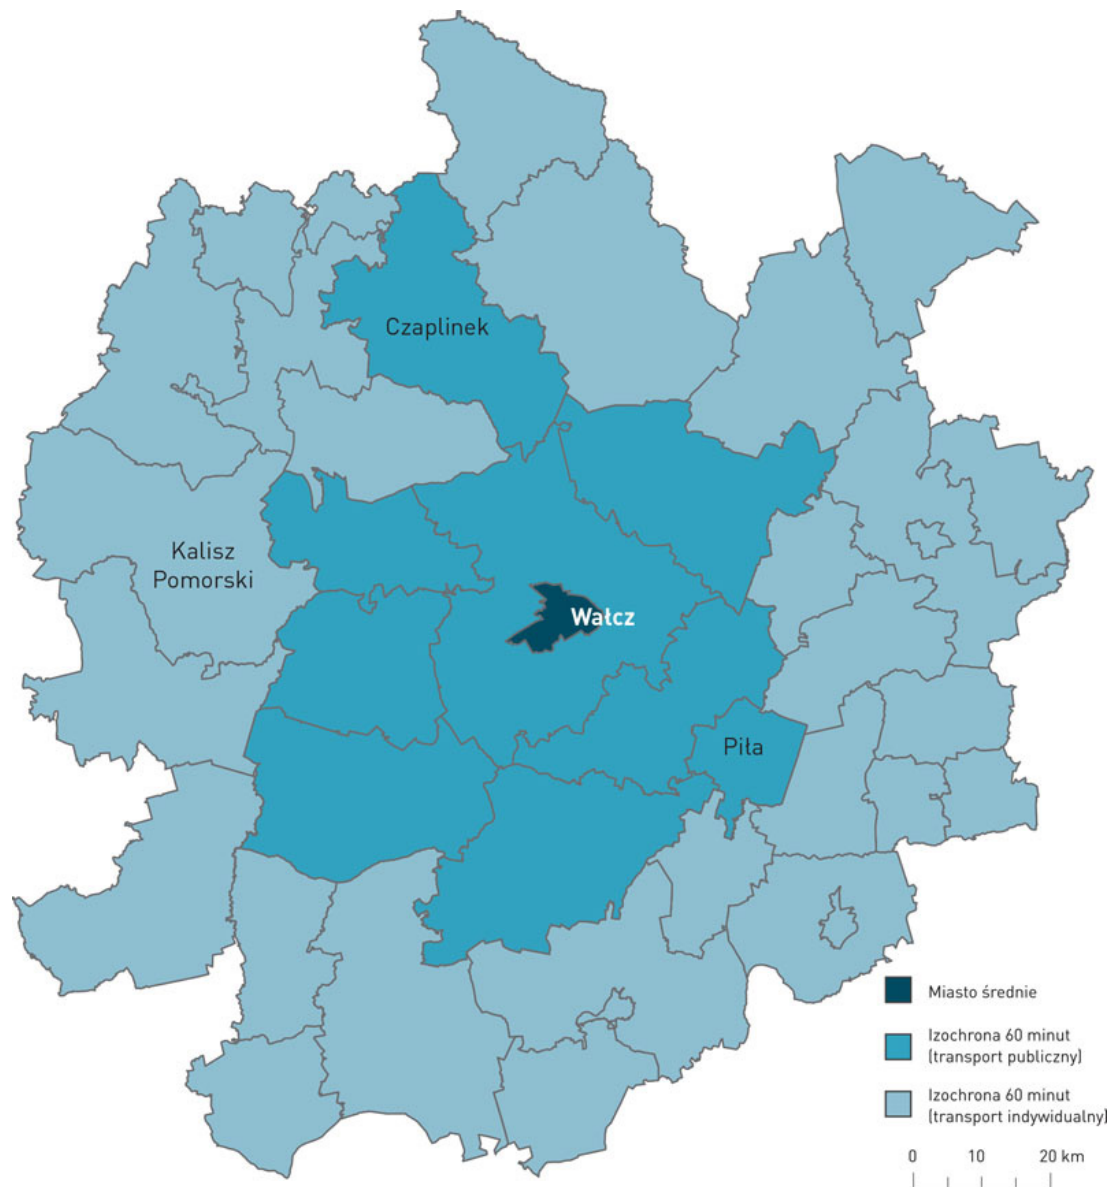 Czaplinek
Kalisz
Pomorski
Wałcz
Piła
Miasto średnie
Izochrona 60 minut
(transport publiczny)
Izochrona 60 minut
(transport indywidualny)
0 10 20 km